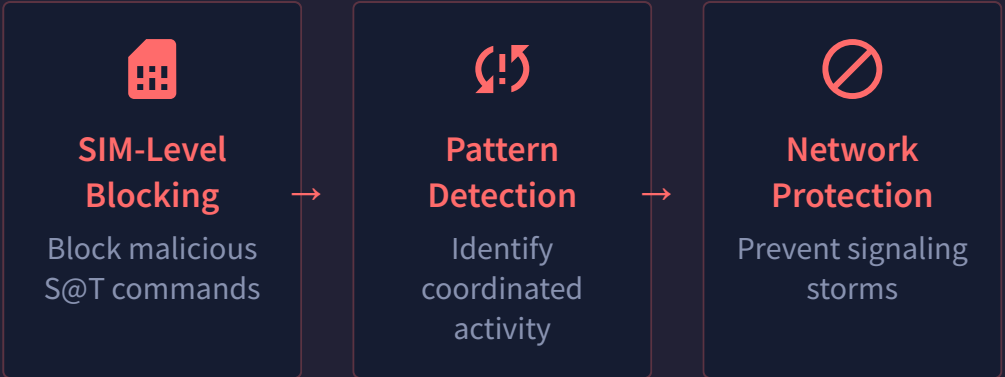 SIM-Level
Blocking
Block malicious
S@T commands
→
Pattern
Detection
Identify
coordinated
activity
→
Network
Protection
Prevent signaling
storms